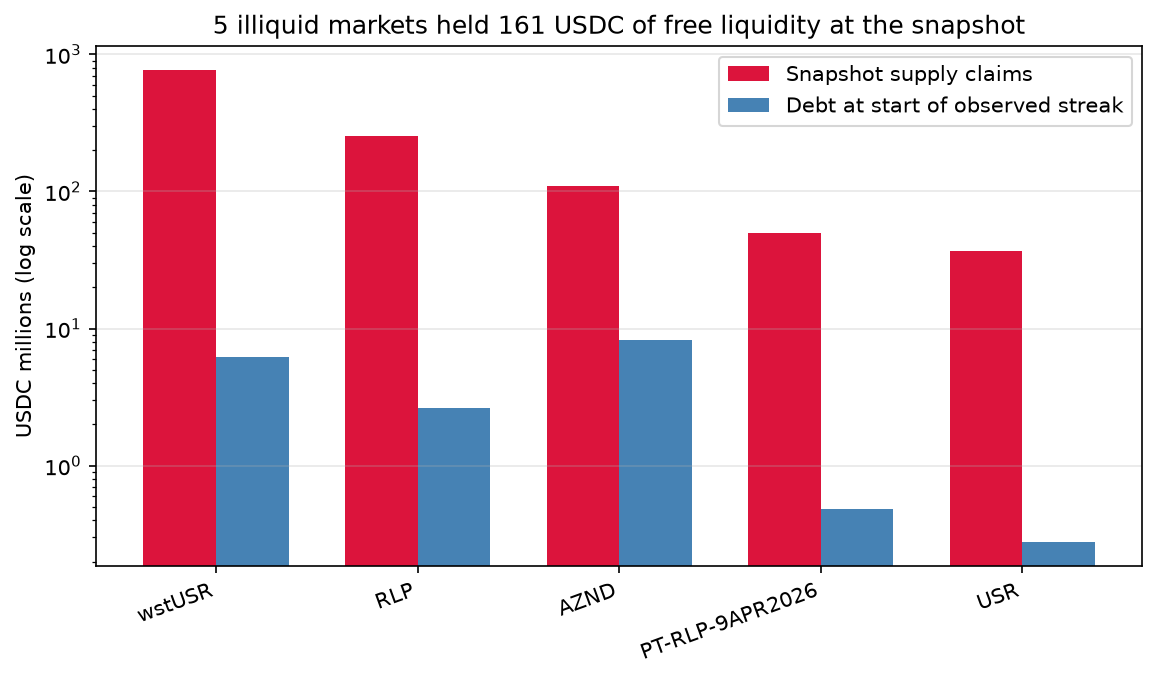 5 illiquid markets held 161 USDC of free liquidity at the snapshot
Snapshot supply claims
Debt at start of observed streak
USDC millions (log scale)
10³
10²
10¹
10⁰
wstUSR
RLP
AZND
PT-RLP-9APR2026
USR